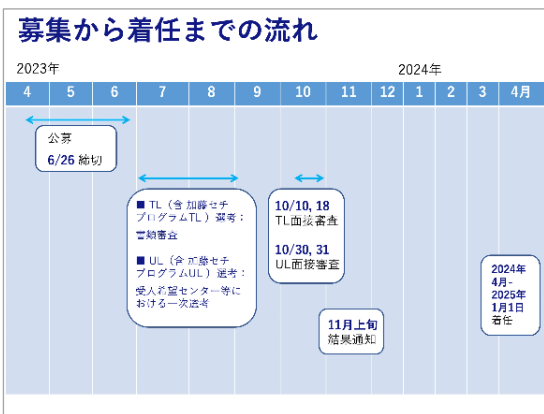 募集から着任までの流れ
2023年
2024年
4 5 6 7 8 9 10 11 12 1 2 3 4月
公募
6/26 締切
■ TL（含 加藤セチ
プログラムTL）選考：
書類審査
■ UL（含 加藤セチ
プログラムUL）選考：
受入希望センター等に
おける一次選考
10/10, 18
TL面接審査
10/30, 31
UL面接審査
11月上旬
結果通知
2024年
4月-
2025年
1月1日
着任